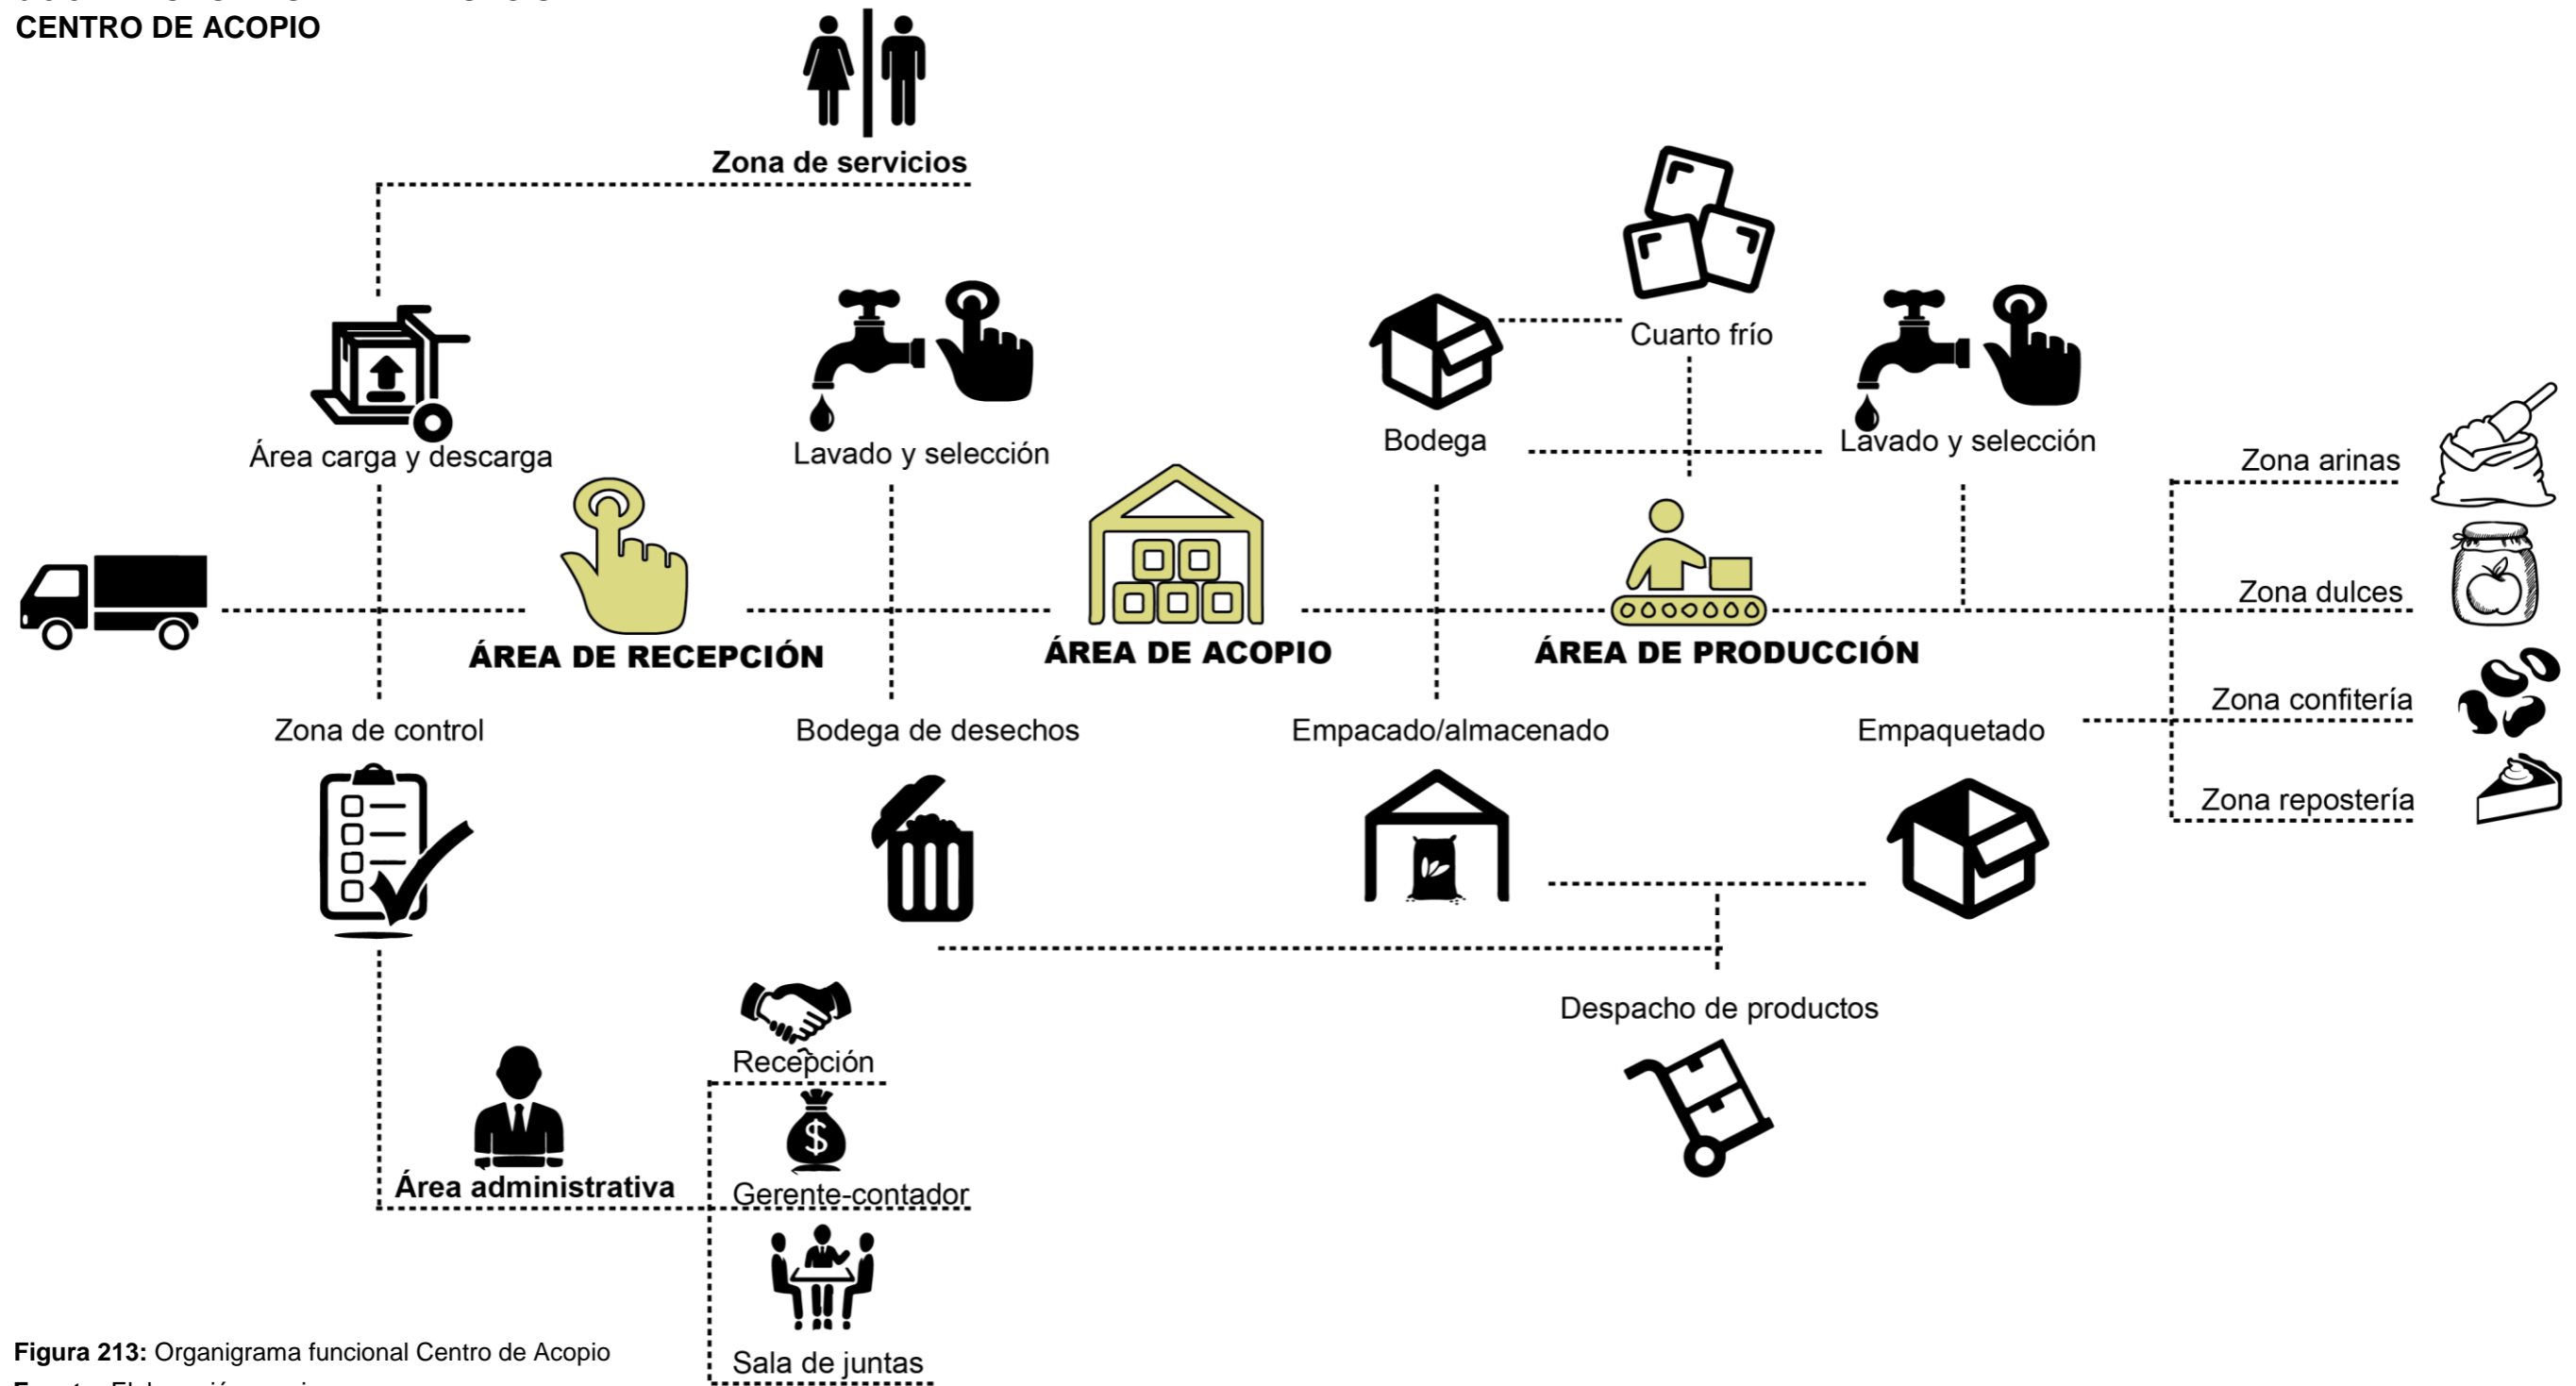 CENTRO DE ACOPIO
Zona de servicios
Cuarto frío
Bodega
Lavado y selección
Área carga y descarga
Lavado y selección
Zona arinas
Zona dulces
ÁREA DE RECEPCIÓN
ÁREA DE ACOPIO
ÁREA DE PRODUCCIÓN
Zona confitería
Zona de control
Bodega de desechos
Empacado/almacenado
Empaquetado
Zona repostería
Despacho de productos
Recepción
$
Área administrativa
Gerente-contador
Sala de juntas
Figura 213: Organigrama funcional Centro de Acopio